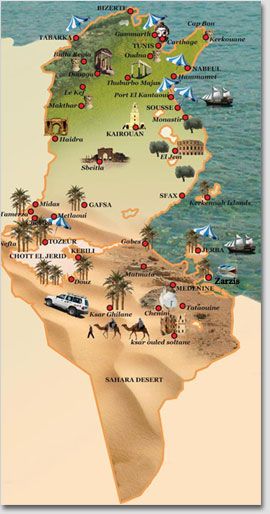 BIZERTE
Cap Bon
Gammarth
TABARKA
TUNIS
Carthage
Kerkouane
Oudna
Bulla Regia
NABEUL
Dougga
Hammamet
Thuburbo Majus
Le Kef
Port El Kantaoui
Makthar
SOUSSE
Monastir
KAIROUAN
Haidra
El Jem
Sbeitla
SFAX
Midas
GAFSA
Kerkennah Islands
Tamerza
Metlaoui
Nefta
TOZEUR
Gabes
JERBA
KEBILI
CHOTT EL JERID
Matmata
Zarzis
Douz
MEDENINE
Ksar Ghilane
Chenini
Tataouine
ksar ouled soltane
SAHARA DESERT